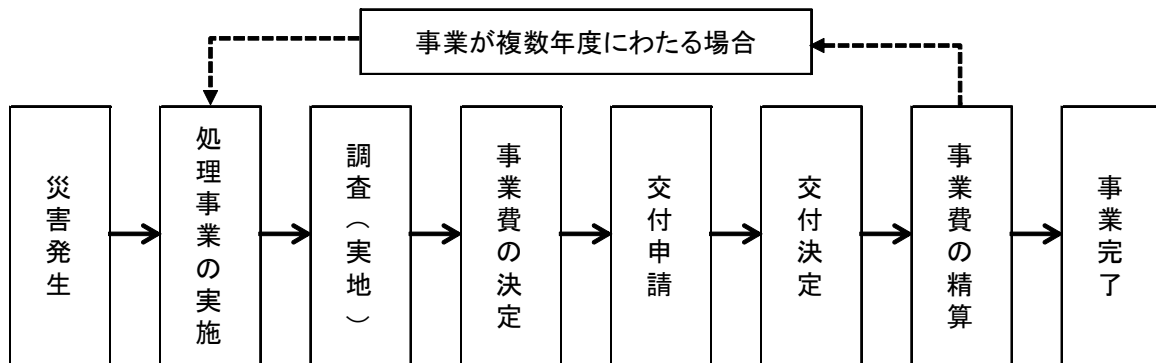 事業が複数年度にわたる場合
災害発生
処理事業の実施
調査（実地）
事業費の決定
交付申請
交付決定
事業費の精算
事業完了